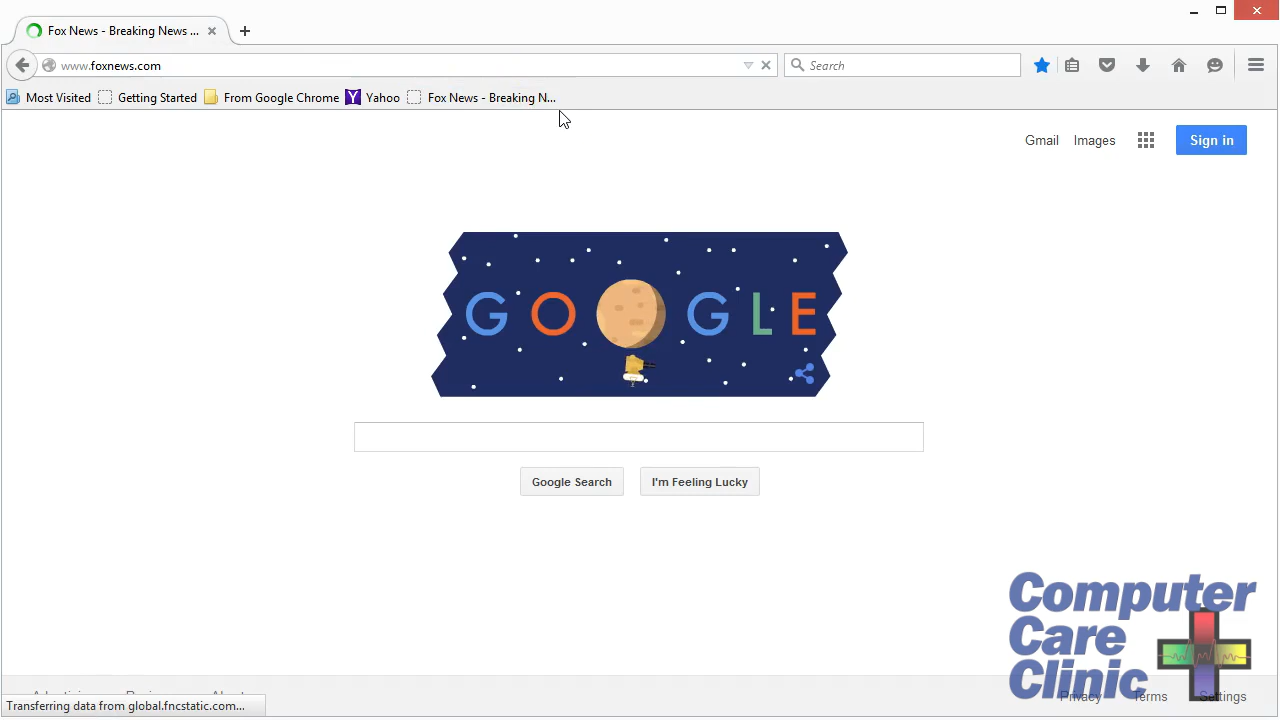 Fox News - Breaking News ...
www.foxnews.com
Search
Most Visited
Getting Started
From Google Chrome
Yahoo
Fox News - Breaking N...
Gmail
Images
Sign in
GO GLE
Google Search
I'm Feeling Lucky
Computer
Care
Clinic
Privacy
Terms
Settings
Transferring data from global.fncstatic.com...